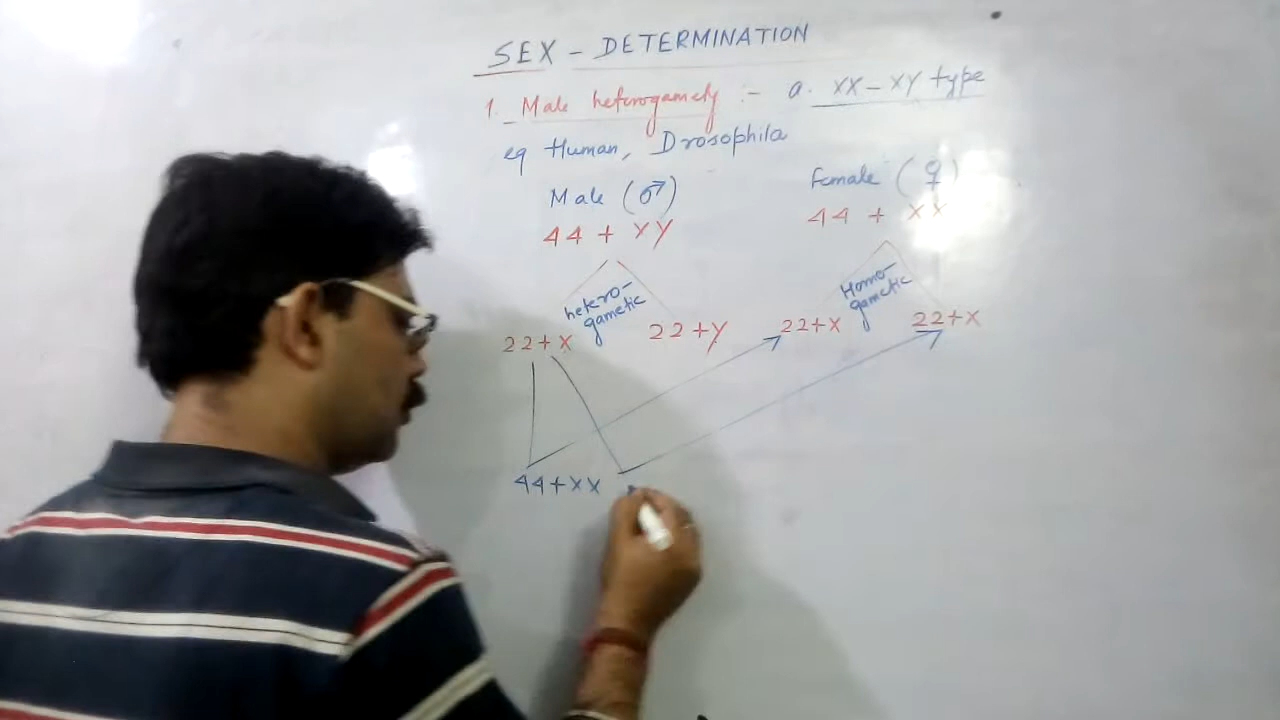 SEX - DETERMINATION
1. Male heterogamety :- a. XX - XY type
eg Human, Drosophila
Male (♂) Female (♀)
44 + XY 44 + XX
hetero-gametic Homo-gametic
22+X 22+Y 22+X 22+X
44+XX